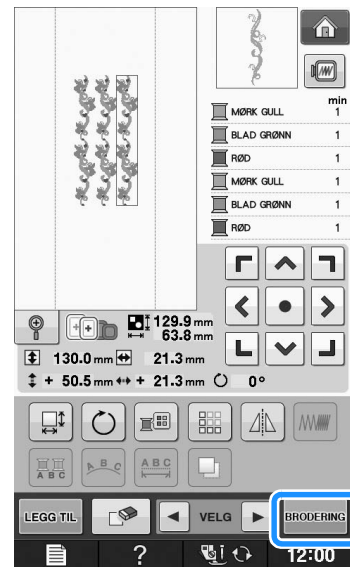 min
MØRK GULL 1
BLAD GRØNN 1
RØD 1
MØRK GULL 1
BLAD GRØNN 1
RØD 1
129.9 mm
63.8 mm
130.0 mm 21.3 mm
+ 50.5 mm + 21.3 mm 0°
A B C
A B C
A B C
LEGG TIL VELG BRODERING
? 12:00